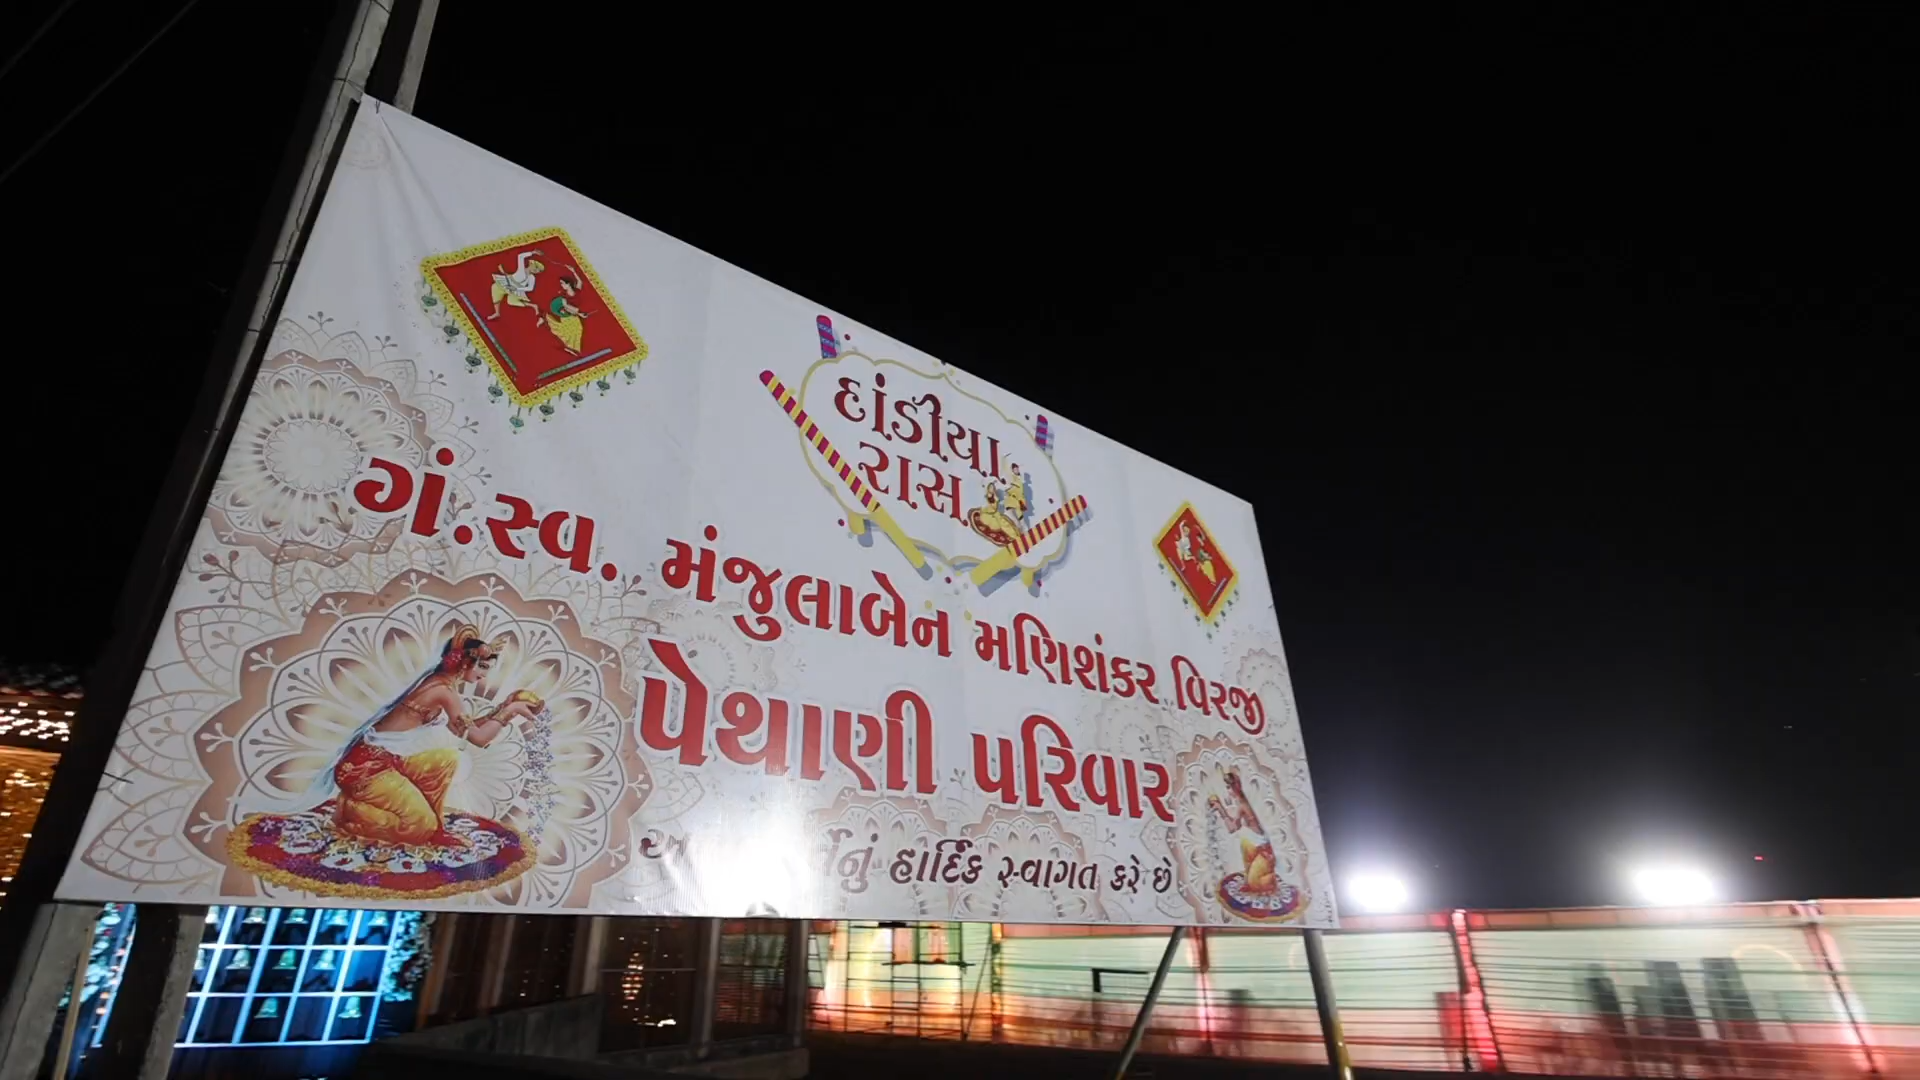 દાંડીયા
રાસ
ગં.સ્વ. મંજુલાબેન મણિશંકર વિરજી
પેથાણી પરિવાર
હાર્દિક સ્વાગત કરે છે